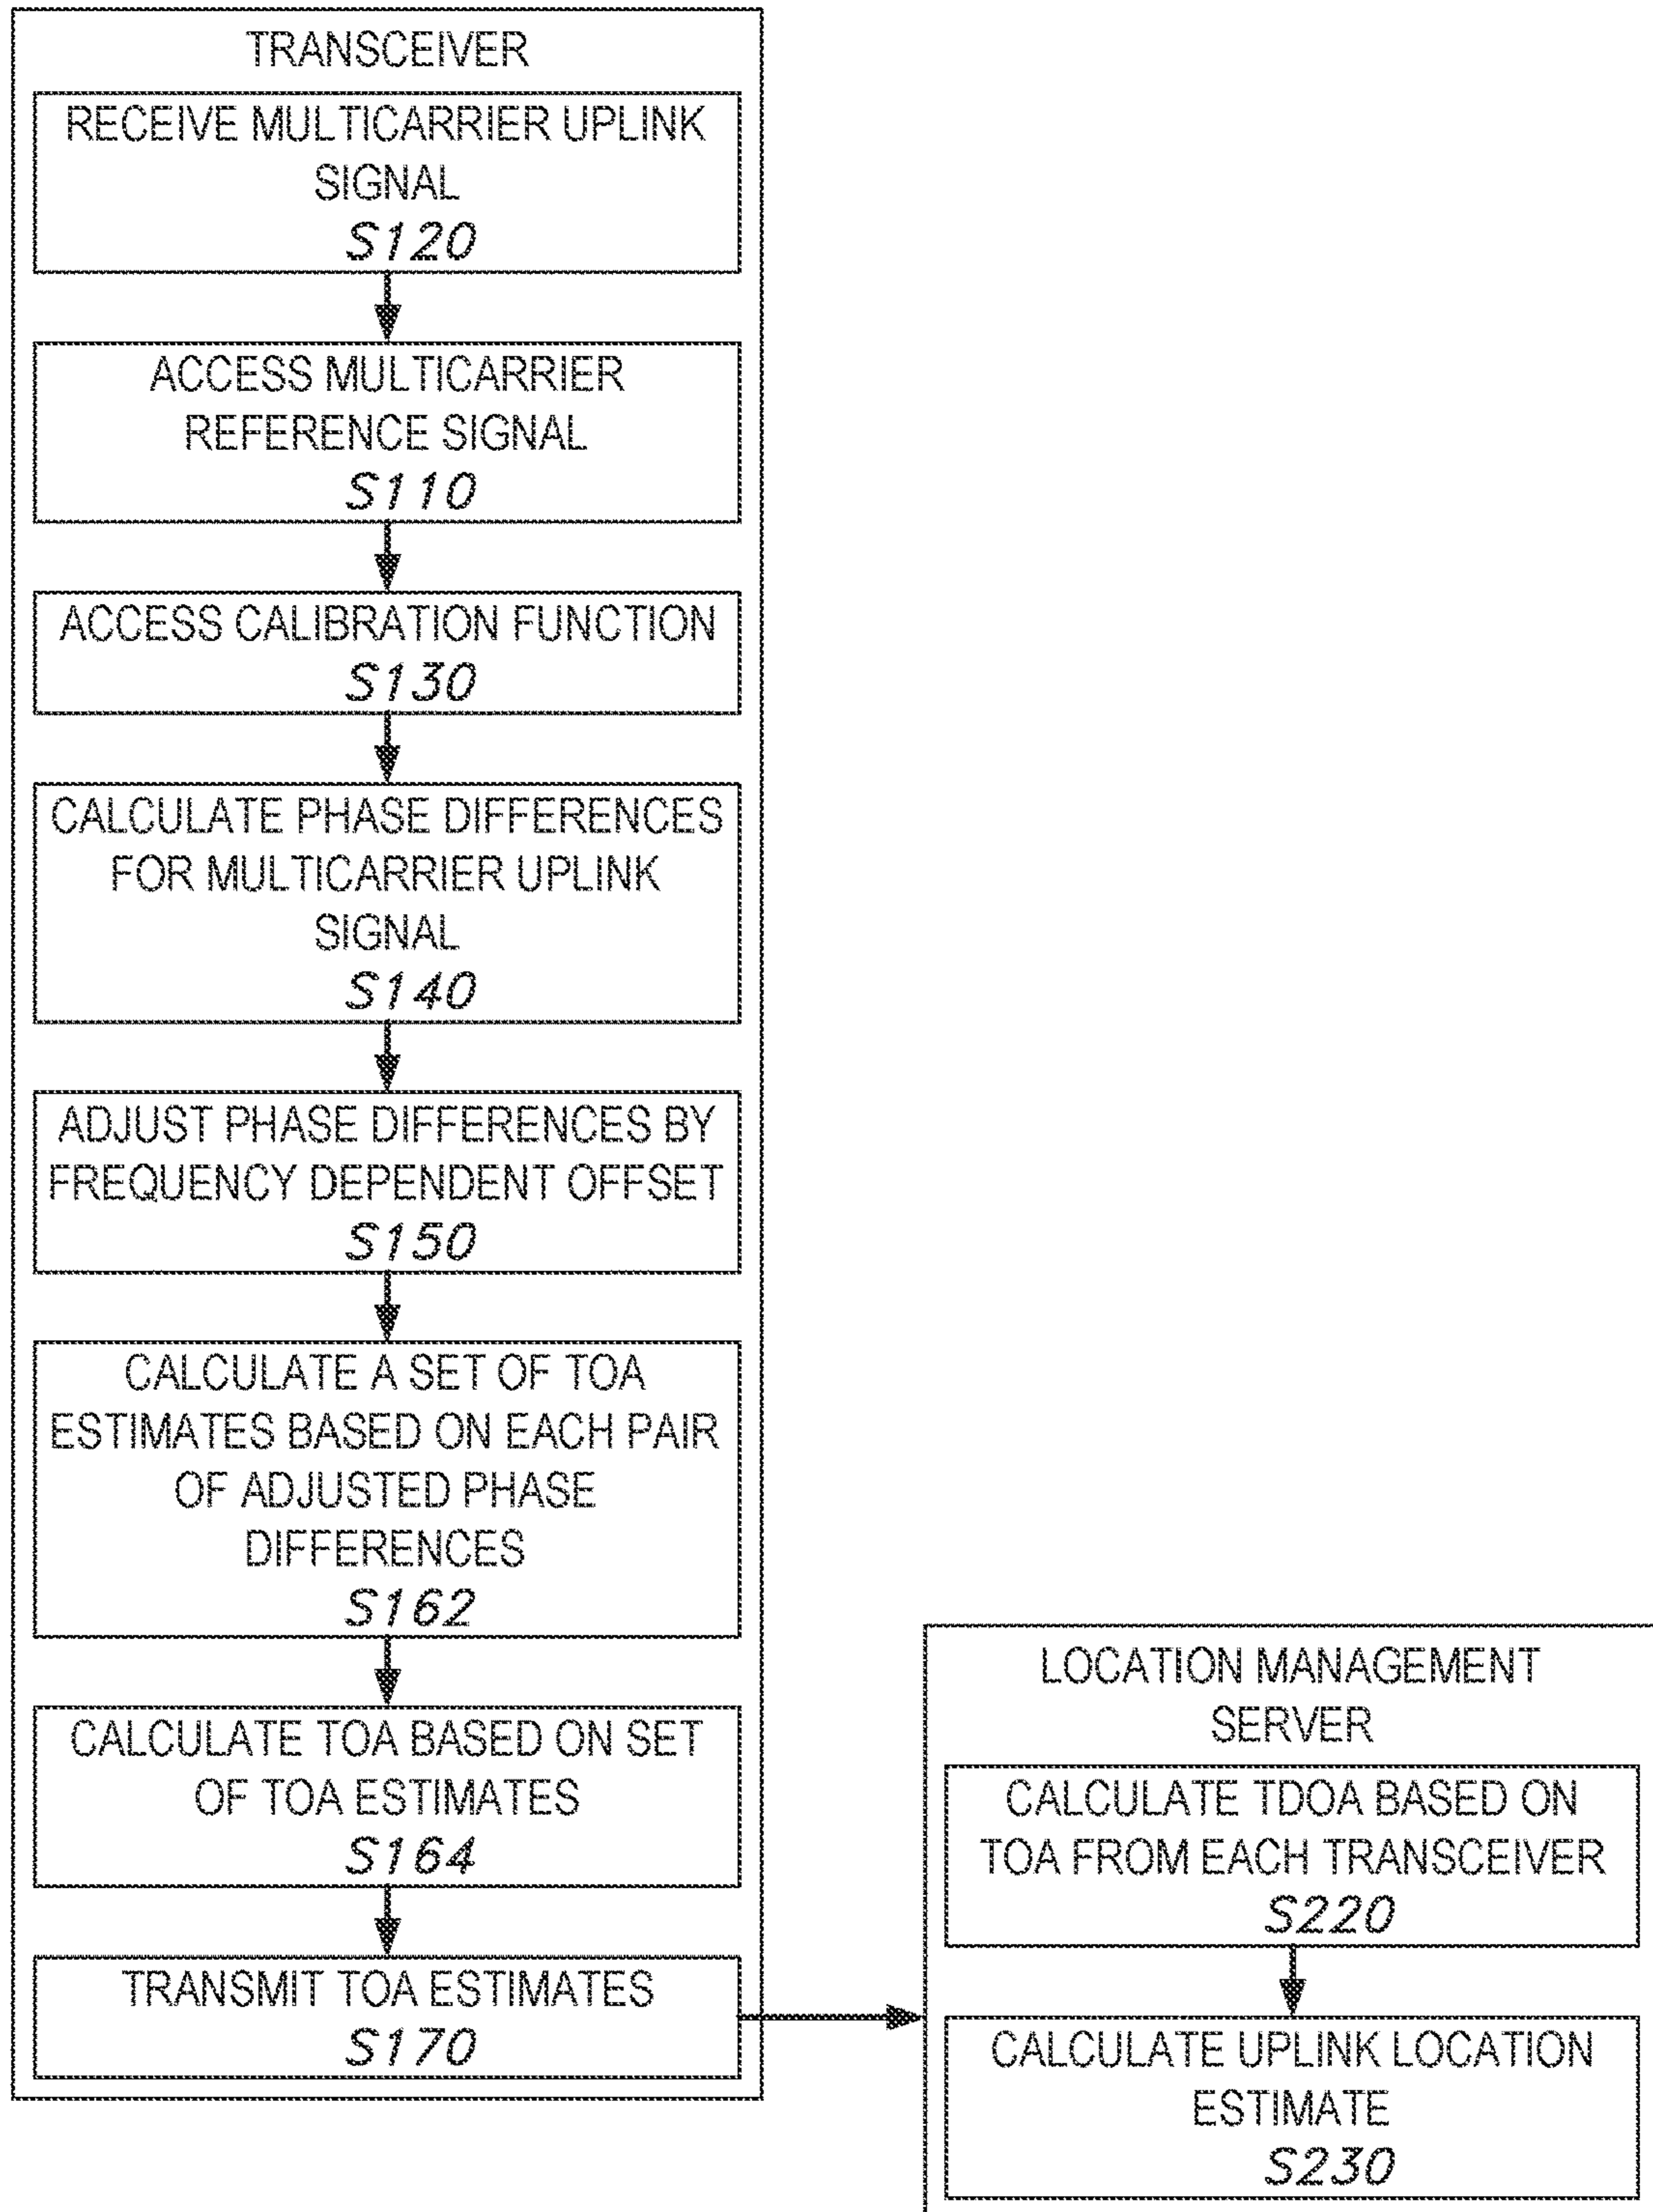 TRANSCEIVER
RECEIVE MULTICARRIER UPLINK
SIGNAL
S120
ACCESS MULTICARRIER
REFERENCE SIGNAL
S110
ACCESS CALIBRATION FUNCTION
S130
CALCULATE PHASE DIFFERENCES
FOR MULTICARRIER UPLINK
SIGNAL
S140
ADJUST PHASE DIFFERENCES BY
FREQUENCY DEPENDENT OFFSET
S150
CALCULATE A SET OF TOA
ESTIMATES BASED ON EACH PAIR
OF ADJUSTED PHASE
DIFFERENCES
S162
CALCULATE TOA BASED ON SET
OF TOA ESTIMATES
S164
TRANSMIT TOA ESTIMATES
S170
LOCATION MANAGEMENT
SERVER
CALCULATE TDOA BASED ON
TOA FROM EACH TRANSCEIVER
S220
CALCULATE UPLINK LOCATION
ESTIMATE
S230